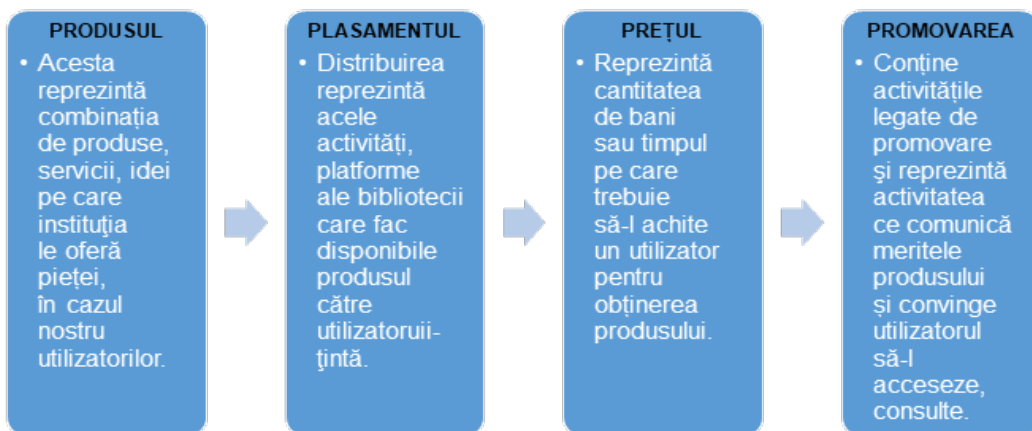 PRODUSUL
• Acesta
reprezintă
combinația
de produse,
servicii, idei
pe care
instituţia
le oferă
pieței,
în cazul
nostru
utilizatorilor.
PLASAMENTUL
• Distribuirea
reprezintă
acele
activități,
platforme
ale bibliotecii
care fac
disponibile
produsul
către
utilizatoruii-
ţintă.
PREȚUL
• Reprezintă
cantitatea
de bani
sau timpul
pe care
trebuie
să-l achite
un utilizator
pentru
obținerea
produsului.
PROMOVAREA
• Conține
activitățile
legate de
promovare
şi reprezintă
activitatea
ce comunică
meritele
produsului
și convinge
utilizatorul
să-l
acceseze,
consulte.